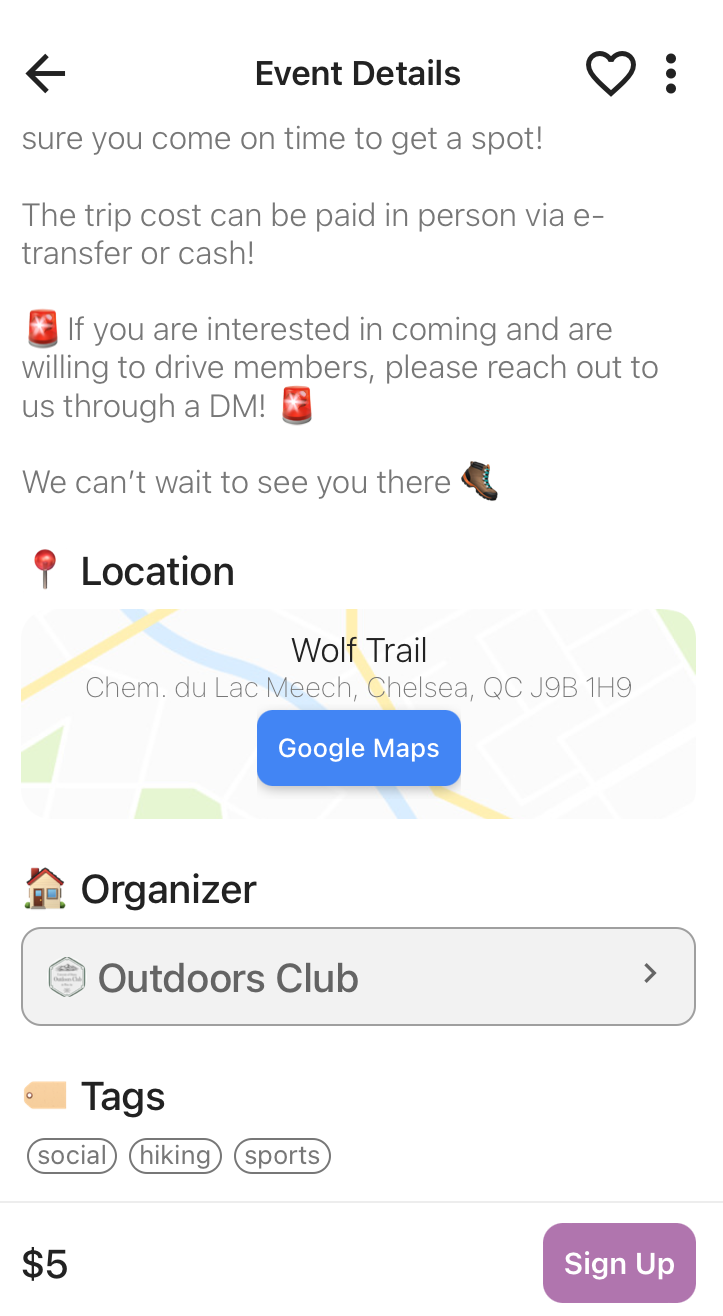 Event Details
sure you come on time to get a spot!
The trip cost can be paid in person via e-
transfer or cash!
🚨 If you are interested in coming and are
willing to drive members, please reach out to
us through a DM! 🚨
We can’t wait to see you there 🥾
📍 Location
Wolf Trail
Chem. du Lac Meech, Chelsea, QC J9B 1H9
Google Maps
🏠 Organizer
Outdoors Club
🏷️ Tags
social hiking sports
$5 Sign Up